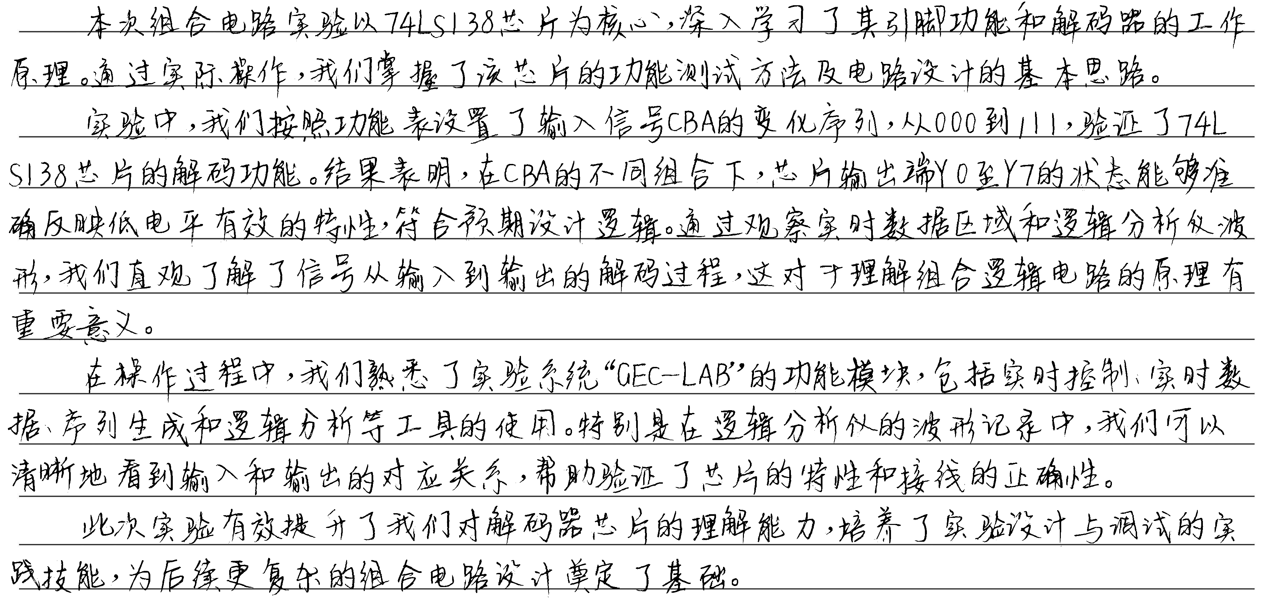 本次组合电路实验以74LS138芯片为核心,深入学习了其引脚功能和解码器的工作
原理。通过实际操作,我们掌握了该芯片的功能测试方法及电路设计的基本思路。
实验中,我们按照功能表设置了输入信号CBA的变化序列,从000到111,验证了74L
S138芯片的解码功能。结果表明,在CBA的不同组合下,芯片输出端Y0至Y7的状态能够准
确反映低电平有效的特性,符合预期设计逻辑。通过观察实时数据区域和逻辑分析仪波
形,我们直观了解了信号从输入到输出的解码过程,这对于理解组合逻辑电路的原理有
重要意义。
在操作过程中,我们熟悉了实验系统“GEC-LAB”的功能模块,包括实时控制、实时数
据、序列生成和逻辑分析等工具的使用。特别是在逻辑分析仪的波形记录中,我们可以
清晰地看到输入和输出的对应关系,帮助验证了芯片的特性和接线的正确性。
此次实验有效提升了我们对解码器芯片的理解能力,培养了实验设计与调试的实
践技能,为后续更复杂的组合电路设计奠定了基础。